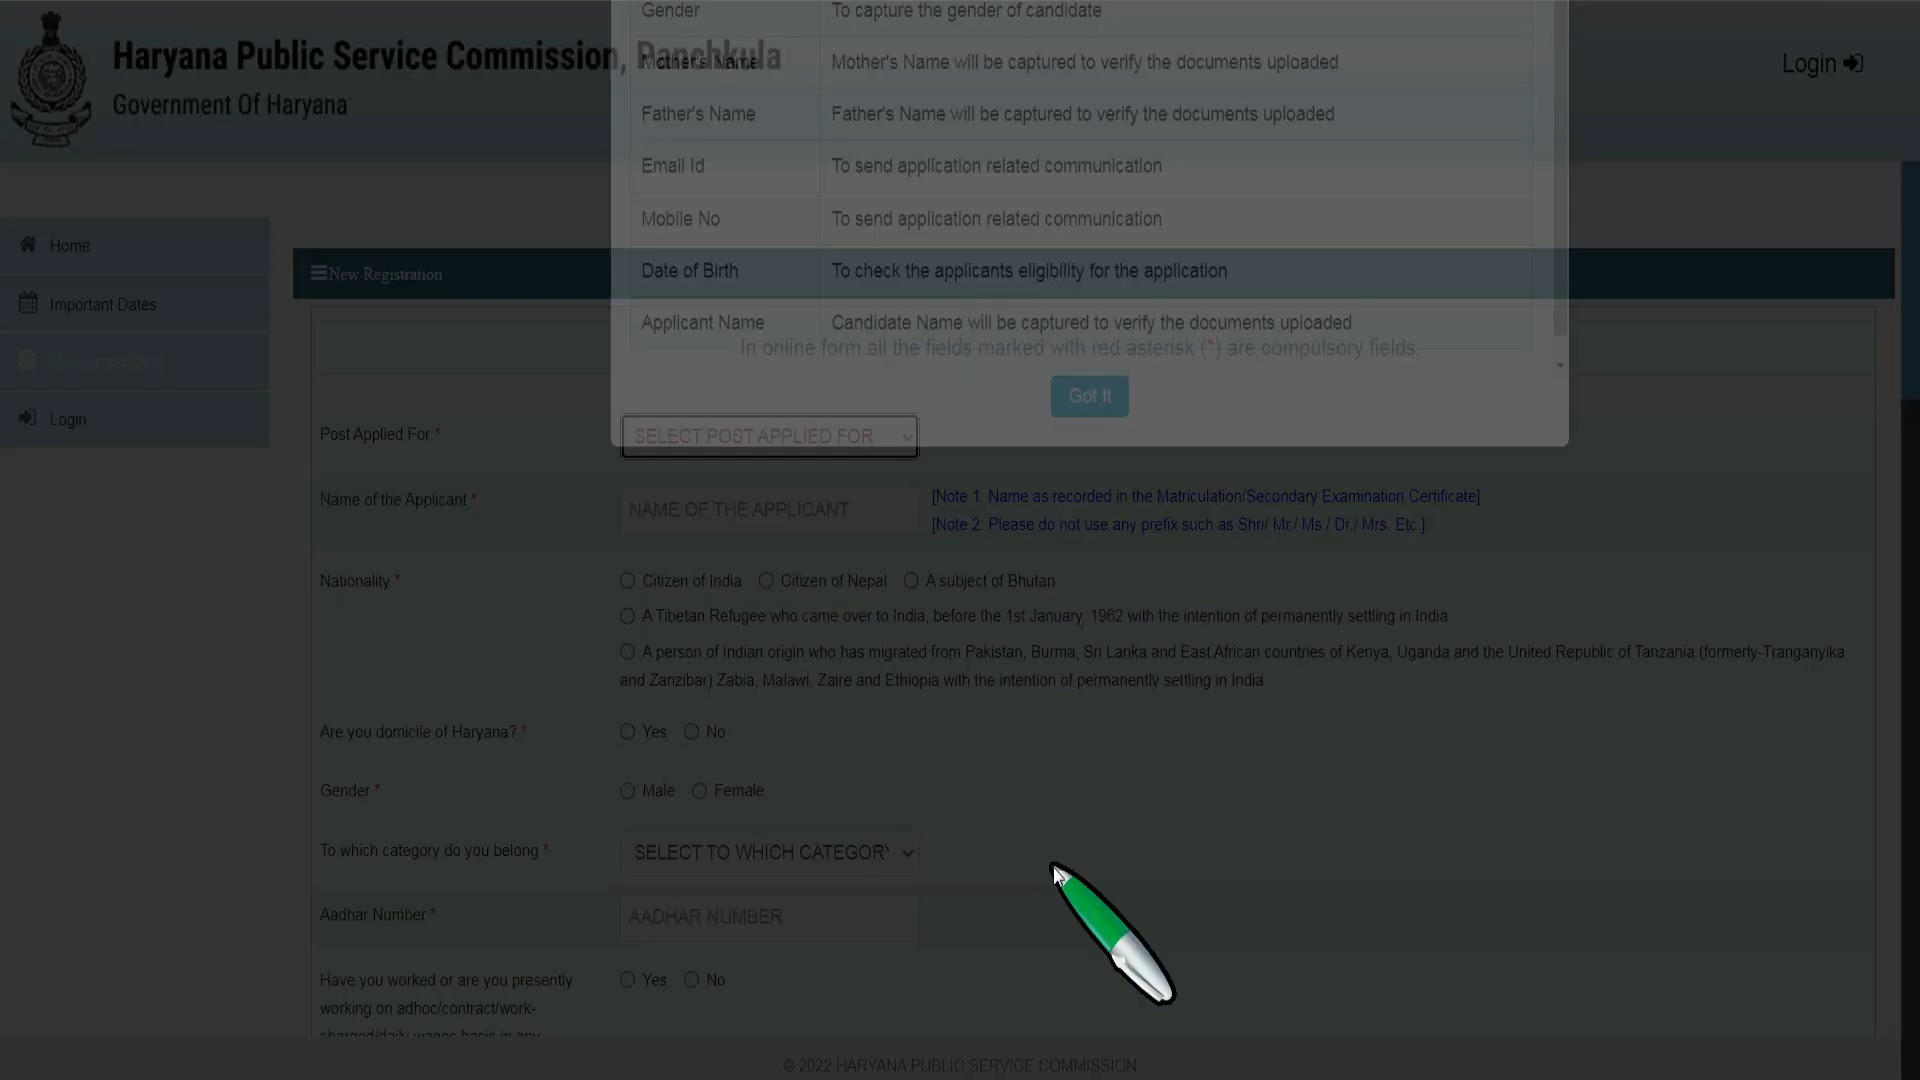 Haryana Public Service Commission, Panchkula
Government Of Haryana
Login
Gender To capture the gender of candidate
Mother's Name Mother's Name will be captured to verify the documents uploaded
Father's Name Father's Name will be captured to verify the documents uploaded
Email Id To send application related communication
Mobile No To send application related communication
Date of Birth To check the applicants eligibility for the application
Applicant Name Candidate Name will be captured to verify the documents uploaded
Got It
Home
Important Dates
New Registration
Login
New Registration
In online form all the fields marked with red asterisk (*) are compulsory fields.
Post Applied For * SELECT POST APPLIED FOR
Name of the Applicant * NAME OF THE APPLICANT
[Note 1: Name as recorded in the Matriculation/Secondary Examination Certificate]
[Note 2: Please do not use any prefix such as Shri/ Mr./ Ms./ Dr./ Mrs. Etc.]
Nationality * Citizen of India Citizen of Nepal A subject of Bhutan
A Tibetan Refugee who came over to India, before the 1st January, 1962 with the intention of permanently settling in India
A person of Indian origin who has migrated from Pakistan, Burma, Sri Lanka and East African countries of Kenya, Uganda and the United Republic of Tanzania (formerly-Tranganyika
and Zanzibar) Zabia, Malawi, Zaire and Ethiopia with the intention of permanently settling in India
Are you domicile of Haryana? * Yes No
Gender * Male Female
To which category do you belong * SELECT TO WHICH CATEGORY
Aadhar Number * AADHAR NUMBER
Have you worked or are you presently Yes No
working on adhoc/contract/work-
charged/daily wages basis in any
© 2022 HARYANA PUBLIC SERVICE COMMISSION